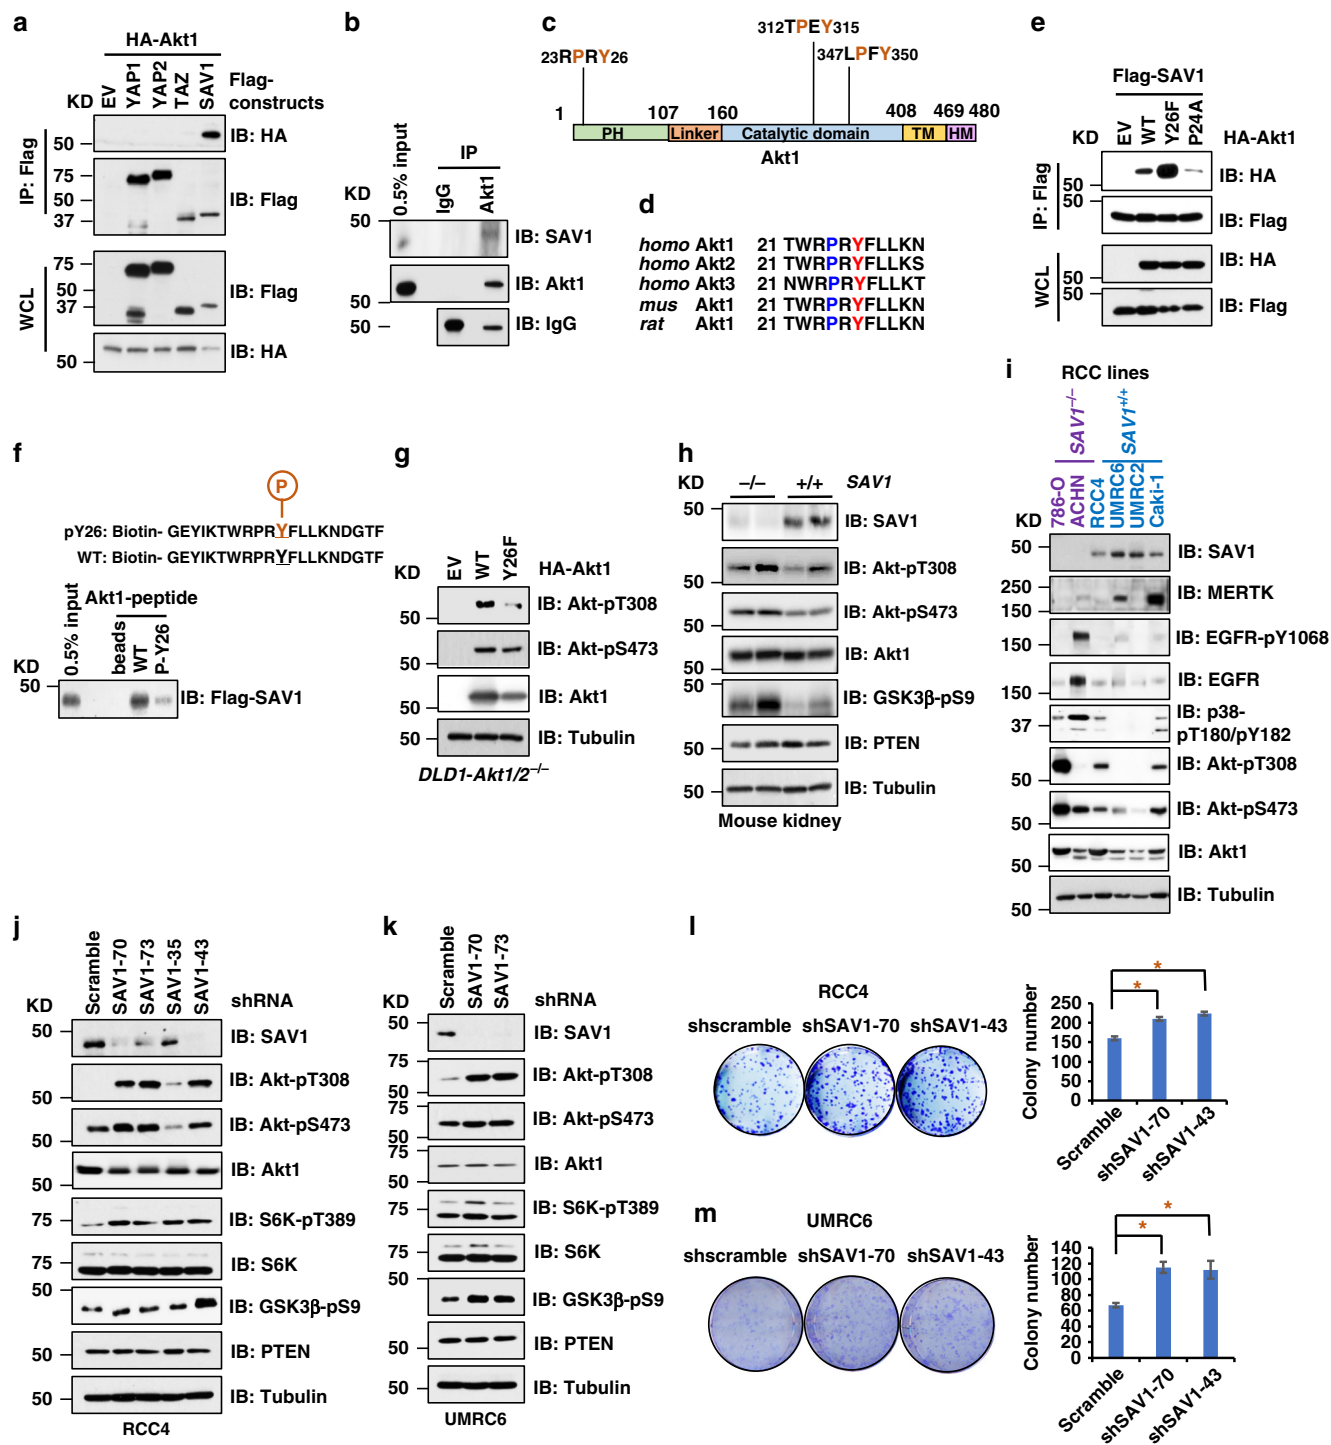 a
HA-Akt1
KD EV YAP1 YAP2 TAZ SAV1 Flag-constructs
IP: Flag
50 IB: HA
75
50 IB: Flag
37
WCL
75
50 IB: Flag
37
50 IB: HA
b
0.5% input
IP
KD IgG Akt1
50 IB: SAV1
50 IB: Akt1
50 IB: IgG
c
312TPEY315
23RPRY26
347LPFY350
1 107 160 408 469 480
PH Linker Catalytic domain TM HM
Akt1
d
homo Akt1 21 TWRPRYFLLKN
homo Akt2 21 TWRPRYFLLKS
homo Akt3 21 NWRPRYFLLKT
mus Akt1 21 TWRPRYFLLKN
rat Akt1 21 TWRPRYFLLKN
e
Flag-SAV1
KD EV WT Y26F P24A HA-Akt1
IP: Flag
50 IB: HA
50 IB: Flag
WCL
50 IB: HA
50 IB: Flag
f
P
pY26: Biotin- GEYIKTWRPRYFLLKNDGTF
WT: Biotin- GEYIKTWRPRYFLLKNDGTF
Akt1-peptide
KD 0.5% input beads WT P-Y26
50 IB: Flag-SAV1
g
KD EV WT Y26F HA-Akt1
50 IB: Akt-pT308
50 IB: Akt-pS473
50 IB: Akt1
50 IB: Tubulin
DLD1-Akt1/2–/–
h
KD –/– +/+ SAV1
50 IB: SAV1
50 IB: Akt-pT308
50 IB: Akt-pS473
50 IB: Akt1
50 IB: GSK3β-pS9
50 IB: PTEN
50 IB: Tubulin
Mouse kidney
i
RCC lines
SAV1–/– SAV1+/+
KD 786-O ACHN RCC4 UMRC6 UMRC2 Caki-1
50 IB: SAV1
250
150 IB: MERTK
150 IB: EGFR-pY1068
150 IB: EGFR
37 IB: p38-
pT180/pY182
50 IB: Akt-pT308
50 IB: Akt-pS473
50 IB: Akt1
50 IB: Tubulin
j
KD Scramble SAV1-70 SAV1-73 SAV1-35 SAV1-43 shRNA
50 IB: SAV1
50 IB: Akt-pT308
50 IB: Akt-pS473
50 IB: Akt1
75 IB: S6K-pT389
75 IB: S6K
50 IB: GSK3β-pS9
50 IB: PTEN
50 IB: Tubulin
RCC4
k
KD Scramble SAV1-70 SAV1-73 shRNA
50 IB: SAV1
75
50 IB: Akt-pT308
75
50 IB: Akt-pS473
75
50 IB: Akt1
75 IB: S6K-pT389
75 IB: S6K
50 IB: GSK3β-pS9
50 IB: PTEN
50 IB: Tubulin
UMRC6
l
RCC4
shscramble shSAV1-70 shSAV1-43
Colony number
250
200
150
100
50
0
* *
Scramble shSAV1-70 shSAV1-43
m
UMRC6
shscramble shSAV1-70 shSAV1-43
Colony number
140
120
100
80
60
40
20
0
* *
Scramble shSAV1-70 shSAV1-43